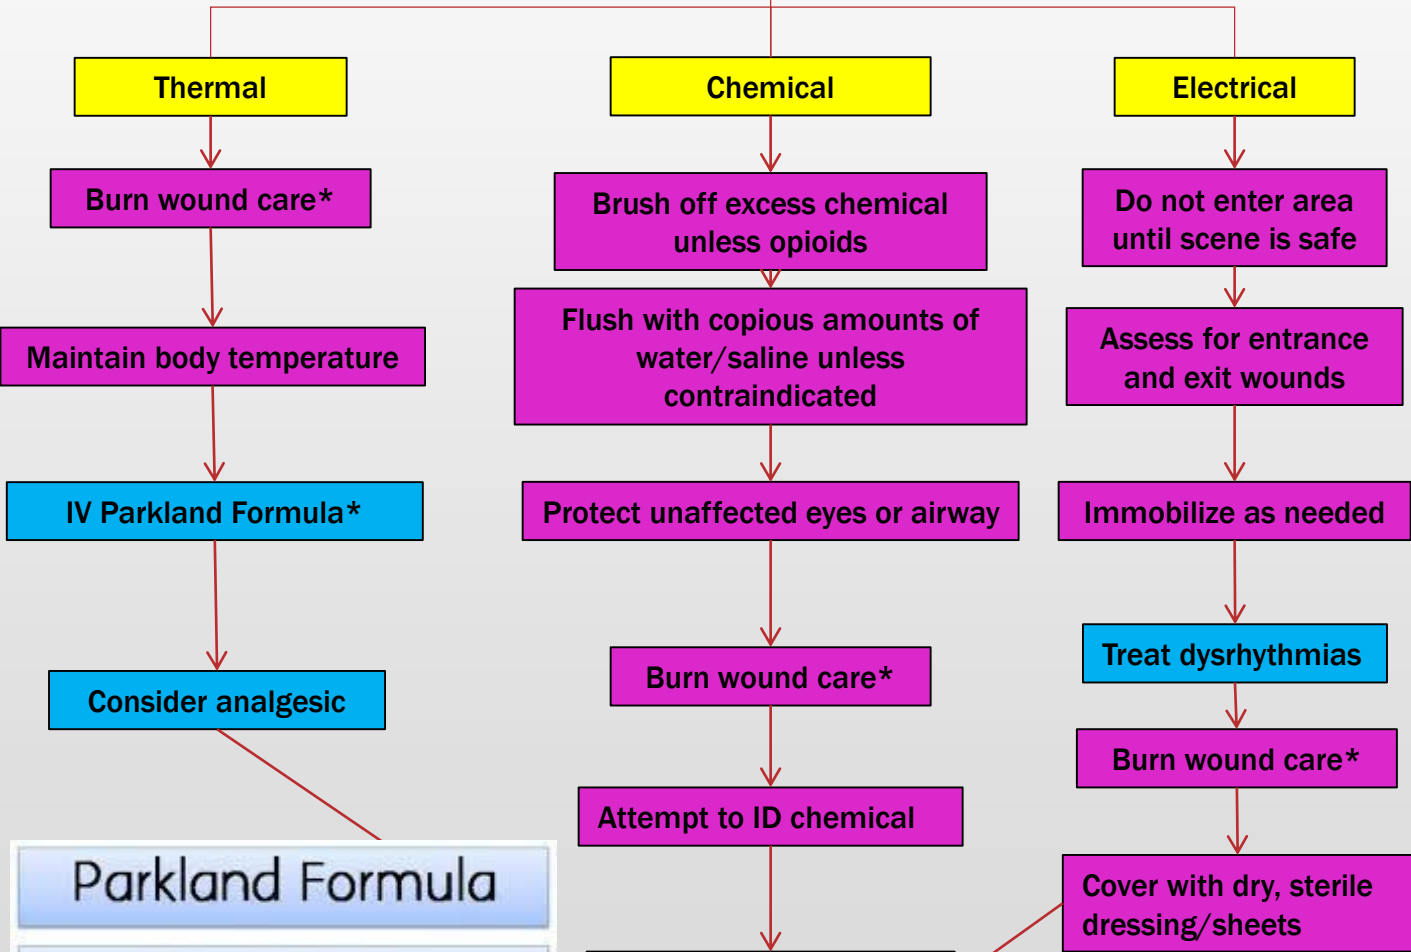 Thermal
Burn wound care*
Maintain body temperature
IV Parkland Formula*
Consider analgesic
Parkland Formula
Chemical
Brush off excess chemical
unless opioids
Flush with copious amounts of
water/saline unless
contraindicated
Protect unaffected eyes or airway
Burn wound care*
Attempt to ID chemical
Electrical
Do not enter area
until scene is safe
Assess for entrance
and exit wounds
Immobilize as needed
Treat dysrhythmias
Burn wound care*
Cover with dry, sterile
dressing/sheets